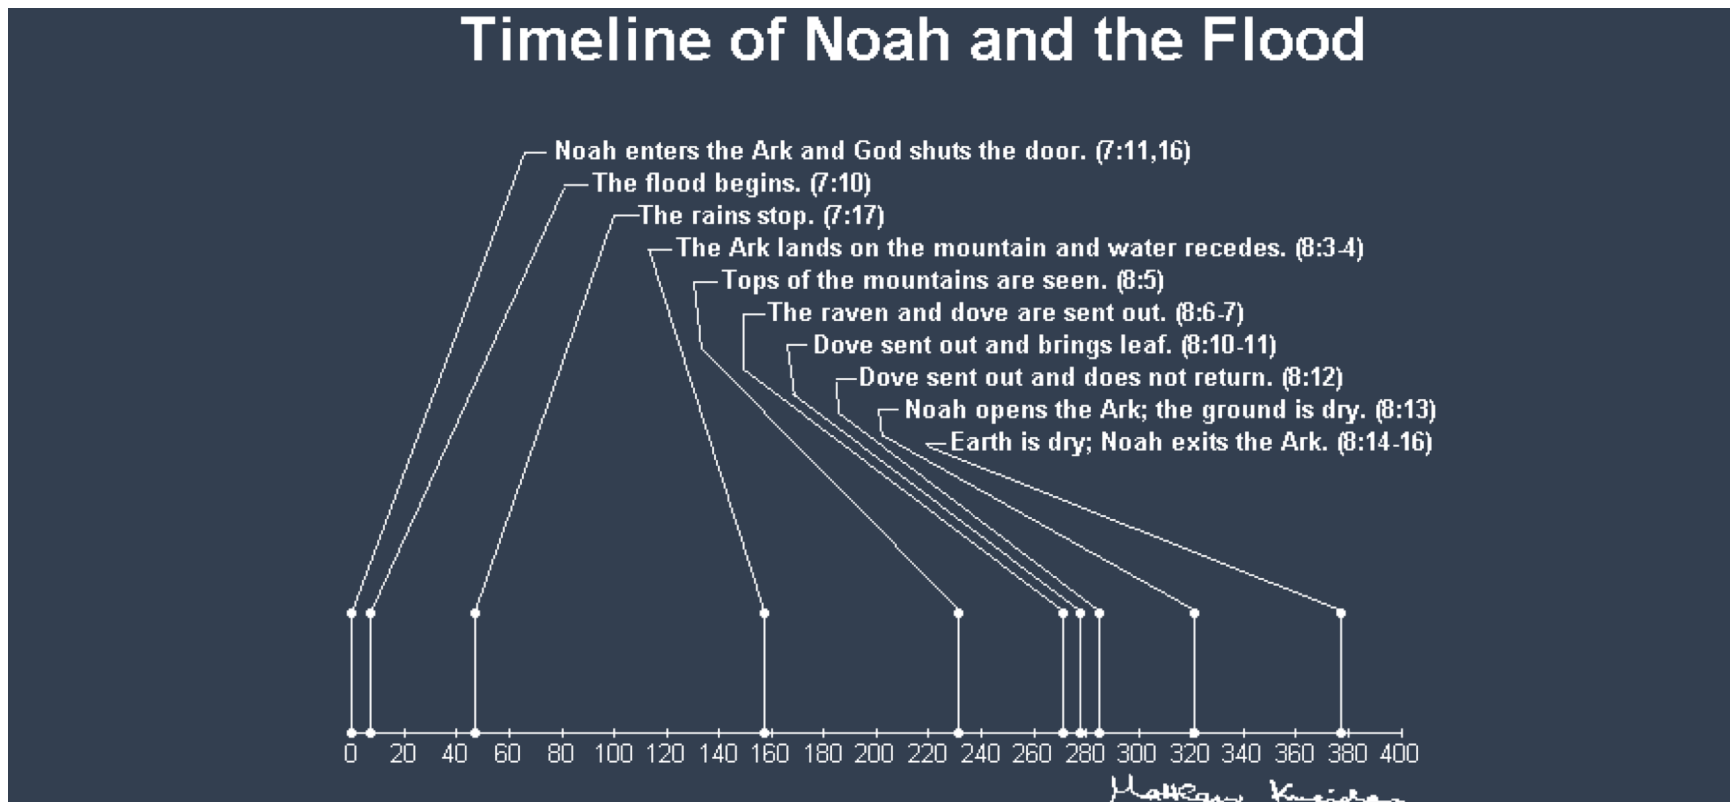 Timeline of Noah and the Flood
Noah enters the Ark and God shuts the door. (7:11,16)
The flood begins. (7:10)
The rains stop. (7:17)
The Ark lands on the mountain and water recedes. (8:3-4)
Tops of the mountains are seen. (8:5)
The raven and dove are sent out. (8:6-7)
Dove sent out and brings leaf. (8:10-11)
Dove sent out and does not return. (8:12)
Noah opens the Ark; the ground is dry. (8:13)
Earth is dry; Noah exits the Ark. (8:14-16)
0 20 40 60 80 100 120 140 160 180 200 220 240 260 280 300 320 340 360 380 400